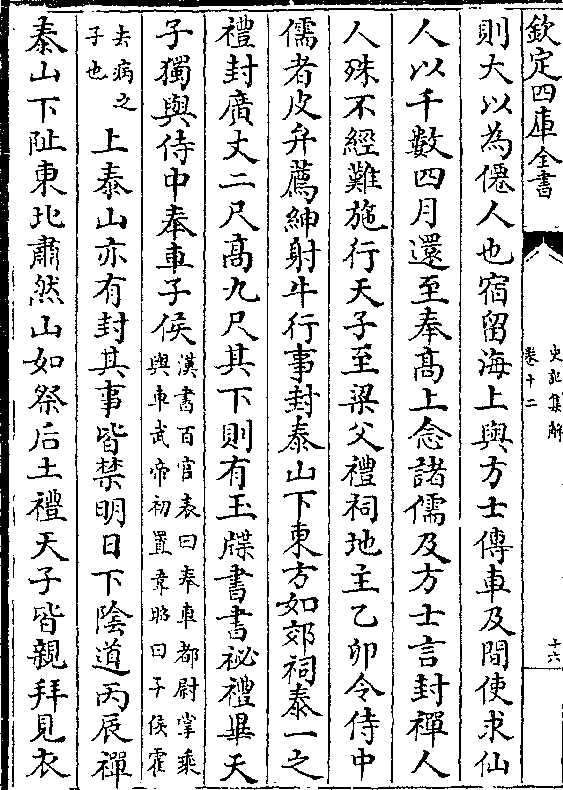 欽定四庫全書
史記集解
卷十二
十六
則大以為僊人也宿留海上與方士傳車及間使求仙
人以千數四月還至奉髙上念諸儒及方士言封禪人
人殊不經難施行天子至梁父禮祠地主乙卯令侍中
儒者皮弁薦紳射牛行事封泰山下東方如郊祠泰一之
禮封廣丈二尺髙九尺其下則有玉牒書書祕禮畢天
子獨與侍中奉車子侯漢書百官表曰奉車都尉掌乘輿車武帝初置韋昭曰子侯霍
去病之子也上泰山亦有封其事皆禁明日下陰道丙辰禪
泰山下阯東北肅然山如祭后土禮天子皆親拜見衣